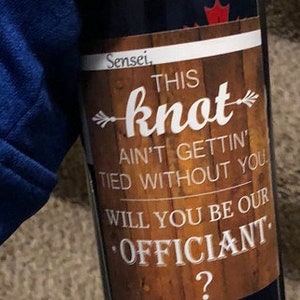 Sensei,
THIS
knot
AIN'T GETTIN'
TIED WITHOUT YOU.
WILL YOU BE OUR
OFFICIANT
?